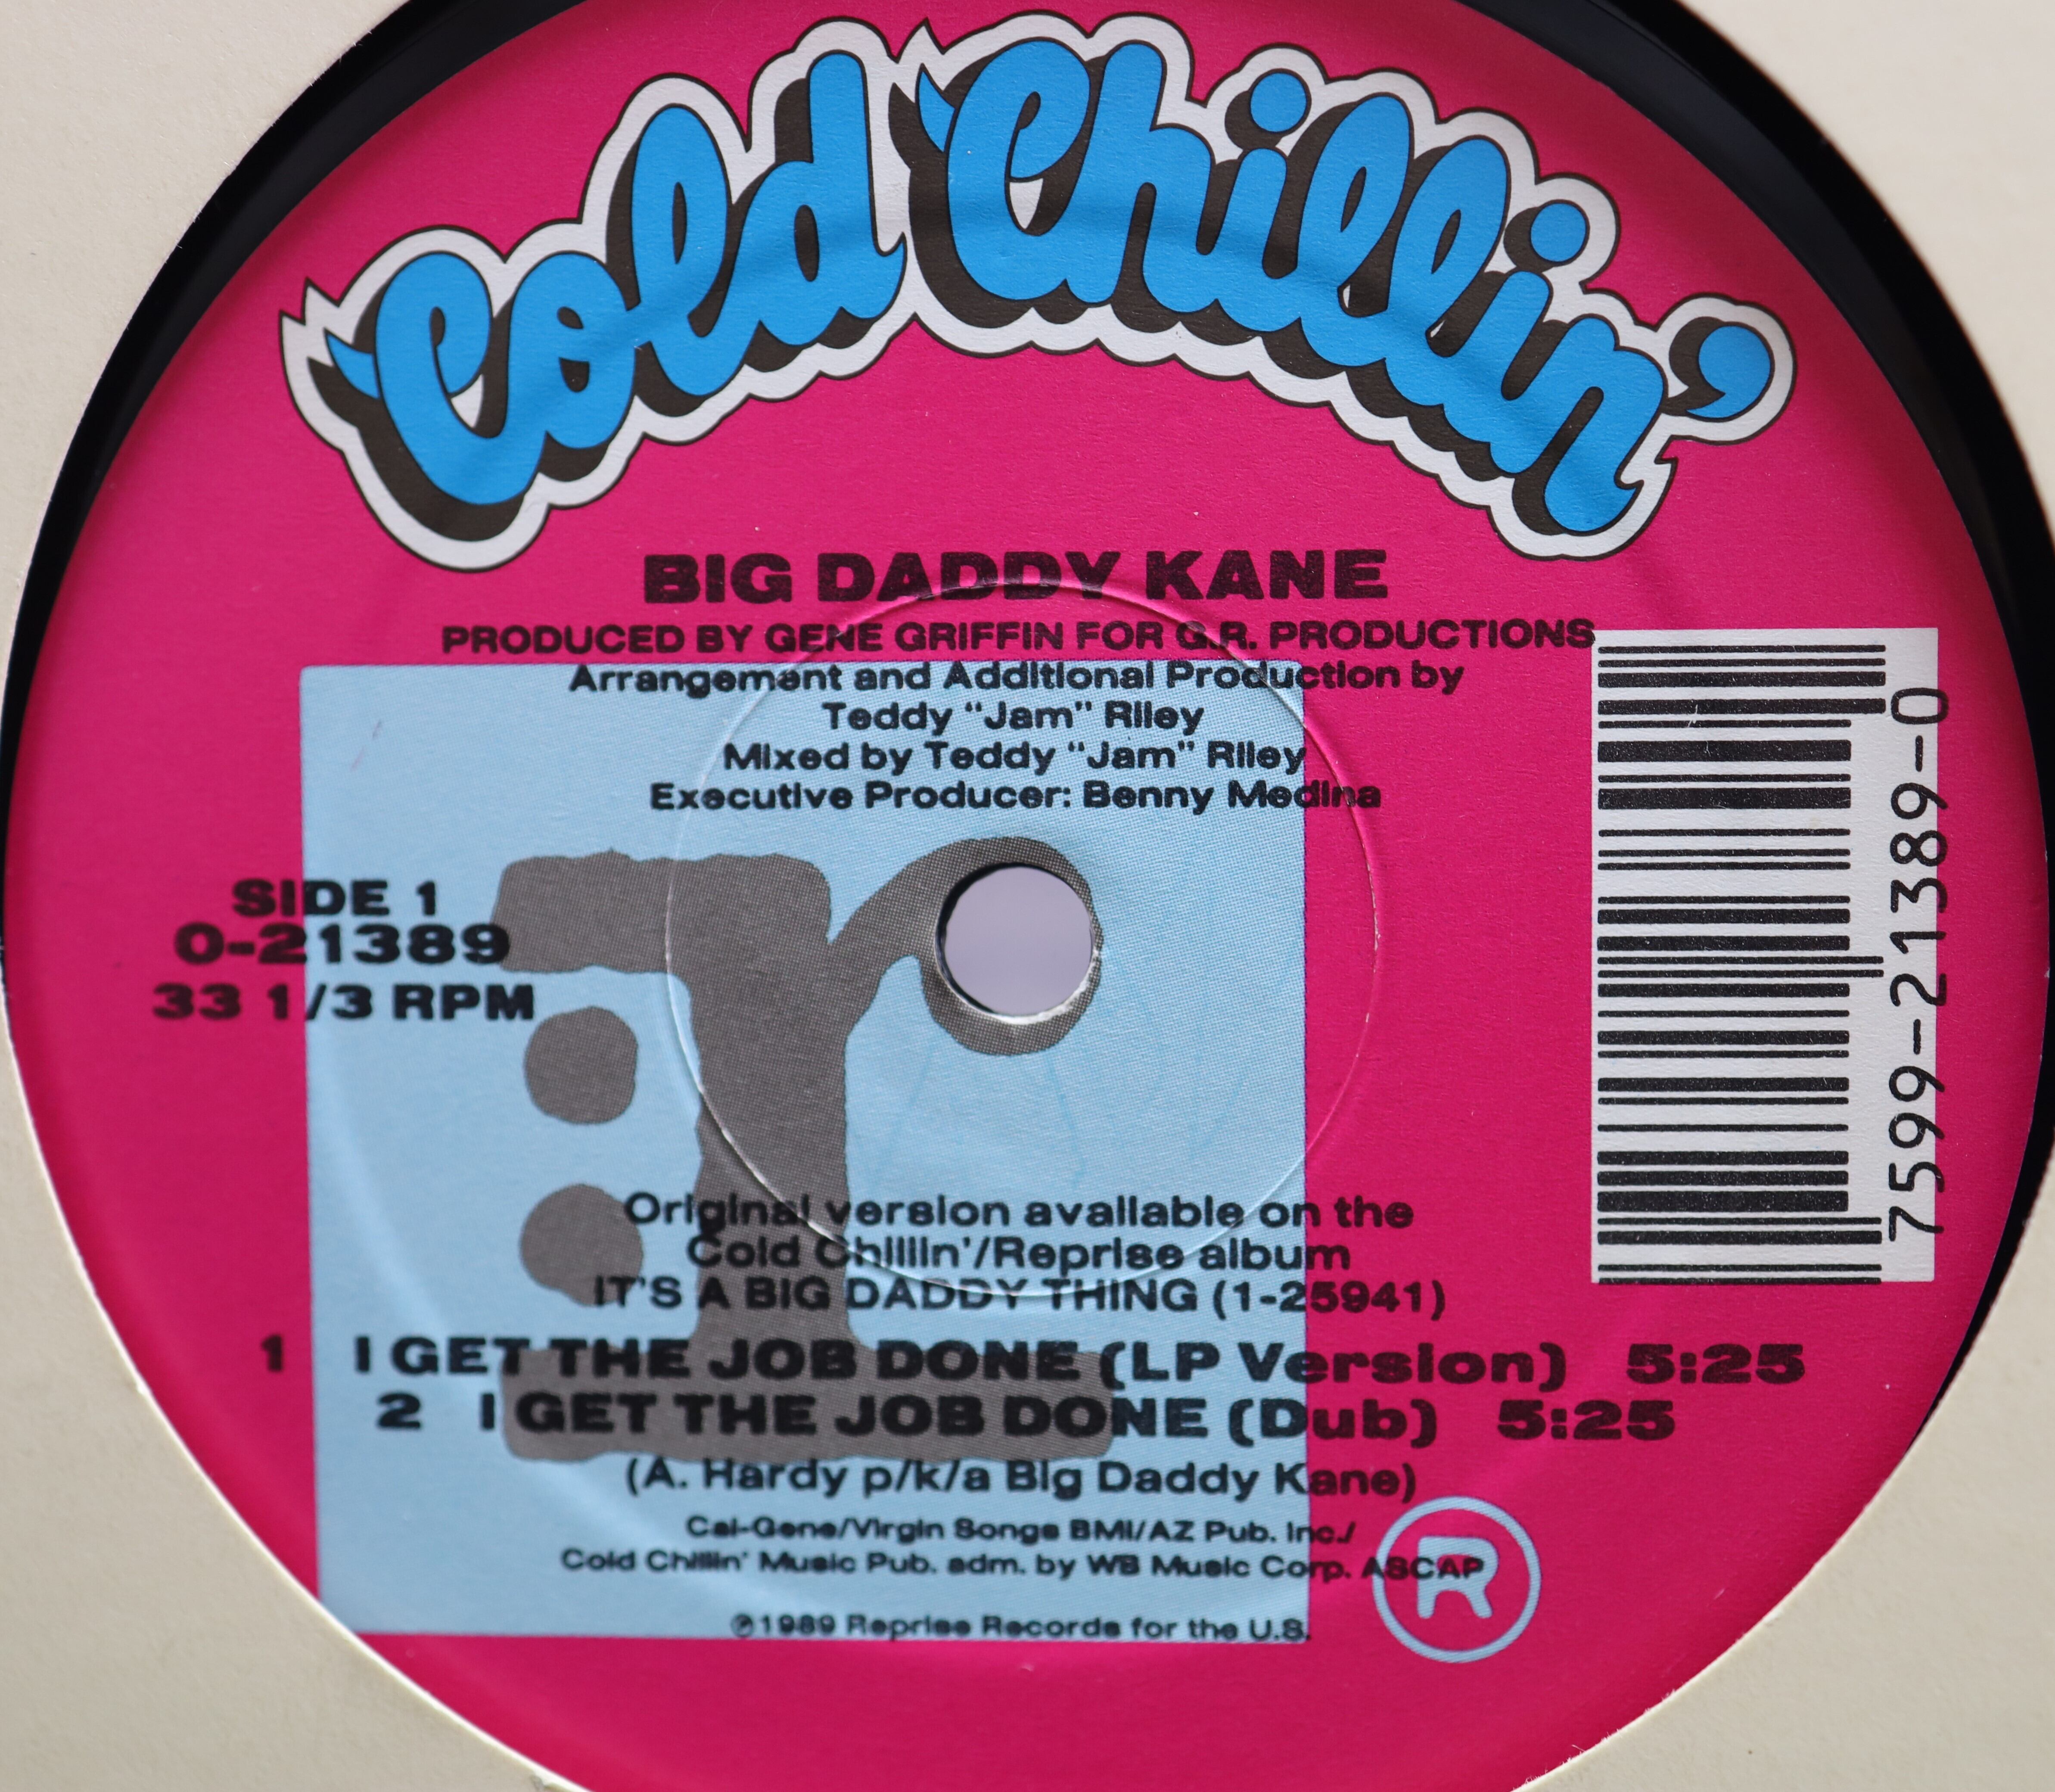 Cold Chillin'
BIG DADDY KANE
PRODUCED BY GENE GRIFFIN FOR G.R. PRODUCTIONS
Arrangement and Additional Production by
Teddy "Jam" Riley
Mixed by Teddy "Jam" Riley
Executive Producer: Benny Medina
SIDE 1
0-21389
33 1/3 RPM
7599-21389-0
r:
Original version available on the
Cold Chillin'/Reprise album
IT'S A BIG DADDY THING (1-25941)
1 I GET THE JOB DONE (LP Version) 5:25
2 I GET THE JOB DONE (Dub) 5:25
(A. Hardy p/k/a Big Daddy Kane)
Cal-Gene/Virgin Songs BMI/AZ Pub. Inc./
Cold Chillin' Music Pub. adm. by WB Music Corp. ASCAP
R
℗1989 Reprise Records for the U.S.